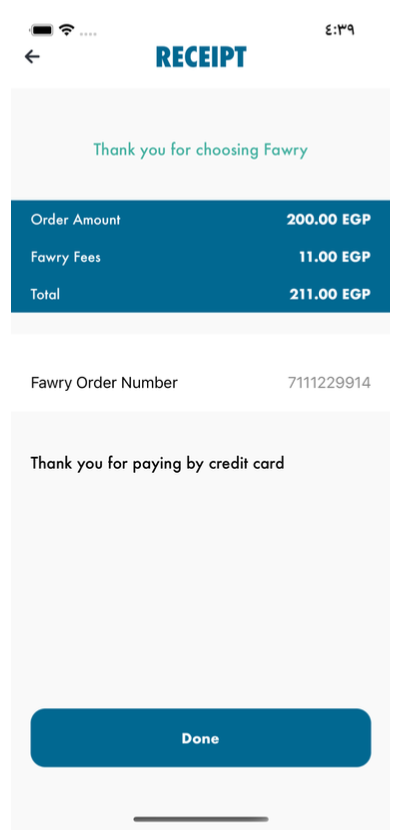 ٤:٣٩
RECEIPT
Thank you for choosing Fawry
Order Amount 200.00 EGP
Fawry Fees 11.00 EGP
Total 211.00 EGP
Fawry Order Number 7111229914
Thank you for paying by credit card
Done